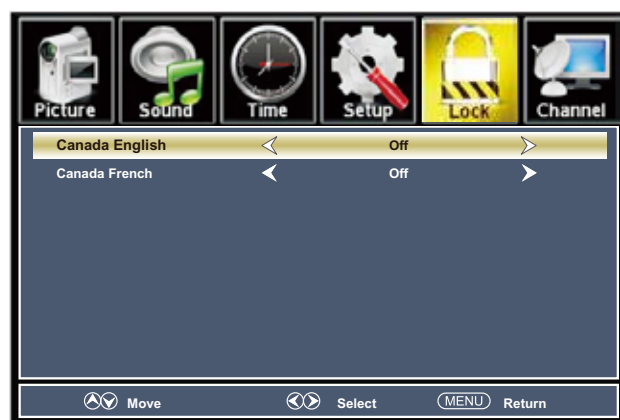 Picture Sound Time Setup Lock Channel
Canada English Off
Canada French Off
Move Select MENU Return